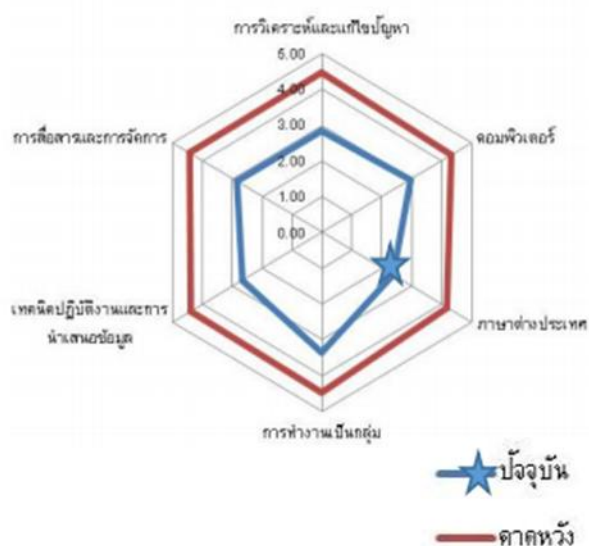 การวิเคราะห์และแก้ไขปัญหา
5.00
4.00
3.00
2.00
1.00
0.00
การสื่อสารและการจัดการ
คอมพิวเตอร์
เทคนิคปฏิบัติงานและการ
นำเสนอข้อมูล
ภาษาต่างประเทศ
การทำงานเป็นกลุ่ม
ปัจจุบัน
คาดหวัง